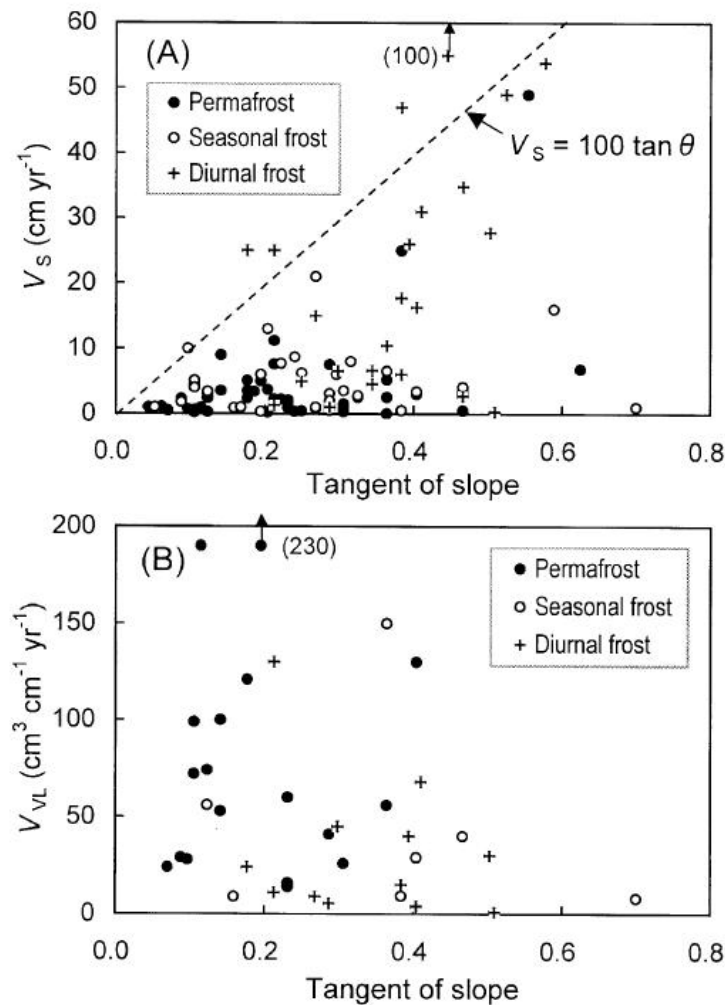 (A)
(100)
Permafrost
Seasonal frost
Diurnal frost
V_S = 100 tan θ
V_S (cm yr⁻¹)
60
50
40
30
20
10
0
0.0 0.2 0.4 0.6 0.8
Tangent of slope
(B)
(230)
Permafrost
Seasonal frost
Diurnal frost
V_VL (cm³ cm⁻¹ yr⁻¹)
200
150
100
50
0
0.0 0.2 0.4 0.6 0.8
Tangent of slope